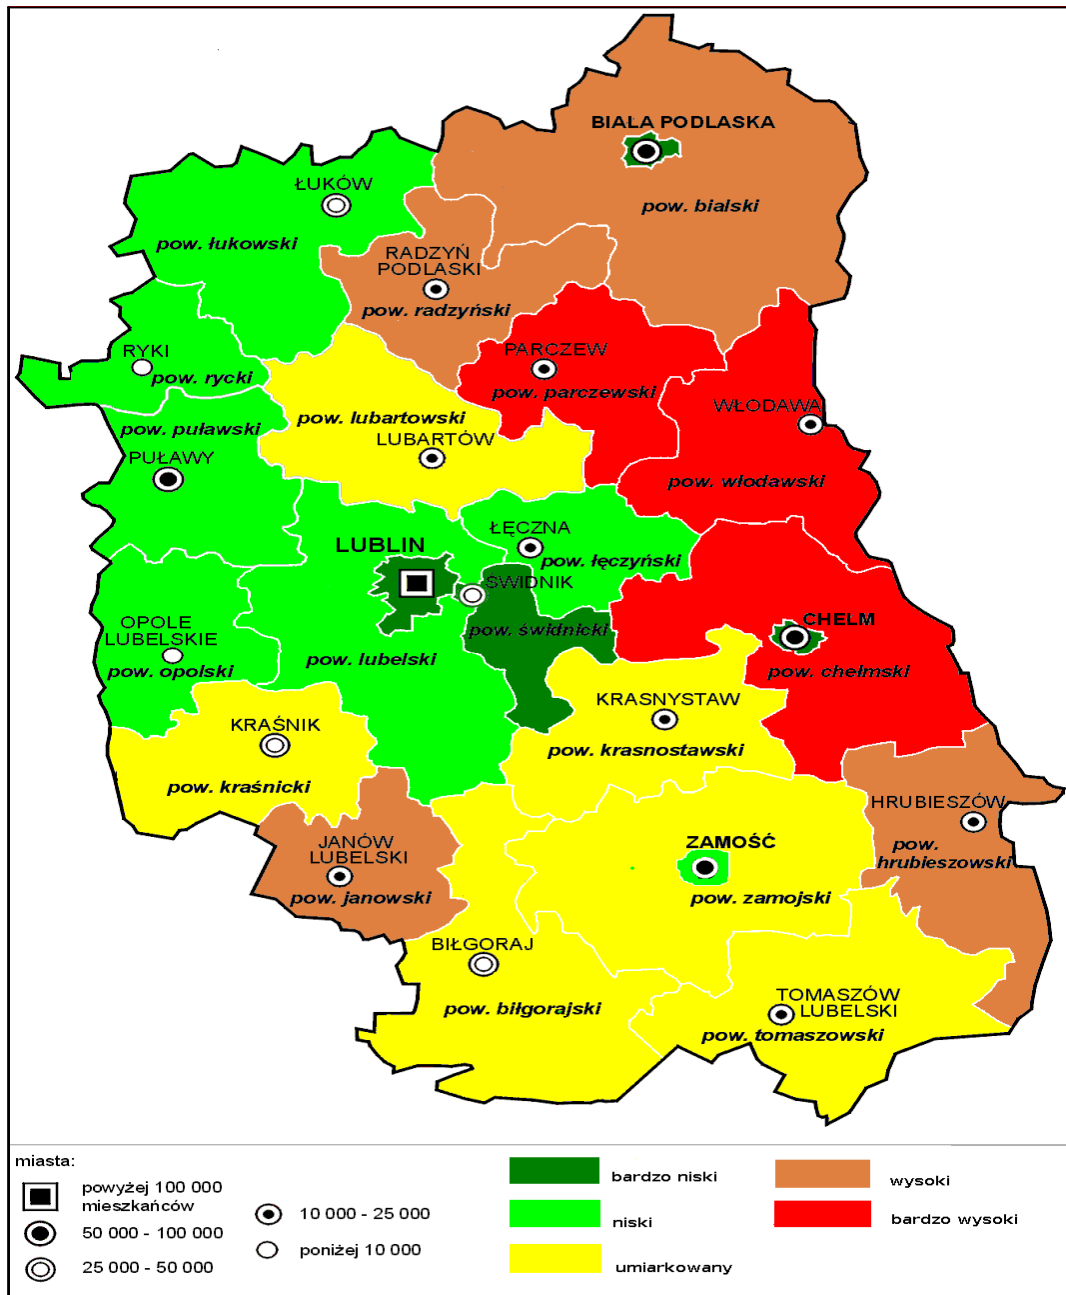 BIALA PODLASKA
pow. bialski
ŁUKÓW
pow. łukowski
RADZYŃ
PODLASKI
pow. radzyński
RYKI
pow. rycki
PARCZEW
pow. parczewski
WŁODAWA
pow. włodawski
pow. lubartowski
LUBARTÓW
pow. puławski
PUŁAWY
LUBLIN
ŁĘCZNA
pow. łęczyński
ŚWIDNIK
pow. świdnicki
CHEŁM
pow. chełmski
OPOLE
LUBELSKIE
pow. opolski
pow. lubelski
KRAŚNIK
pow. kraśnicki
KRASNYSTAW
pow. krasnostawski
HRUBIESZÓW
pow.
hrubieszowski
JANÓW
LUBELSKI
pow. janowski
ZAMOŚĆ
pow. zamojski
BIŁGORAJ
pow. biłgorajski
TOMASZÓW
LUBELSKI
pow. tomaszowski
miasta:
powyżej 100 000
mieszkańców
50 000 - 100 000
25 000 - 50 000
10 000 - 25 000
poniżej 10 000
bardzo niski
niski
umiarkowany
wysoki
bardzo wysoki